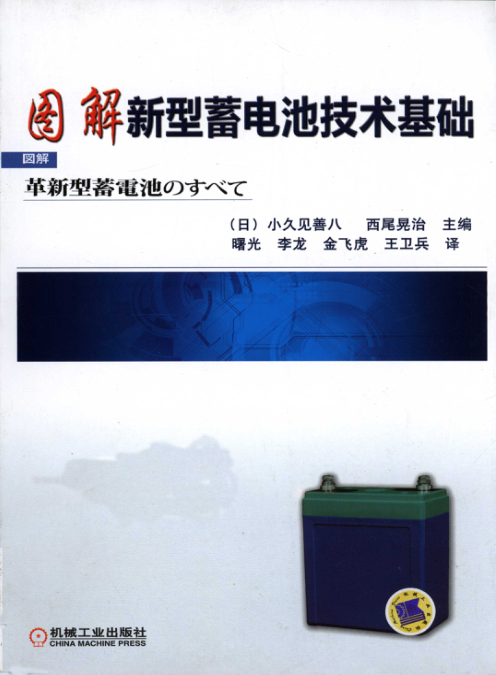 图解新型蓄电池技术基础
図解
革新型蓄電池のすべて
（日）小久见善八 西尾晃治 主编
曙光 李龙 金飞虎 王卫兵 译
机械工业出版社
CHINA MACHINE PRESS